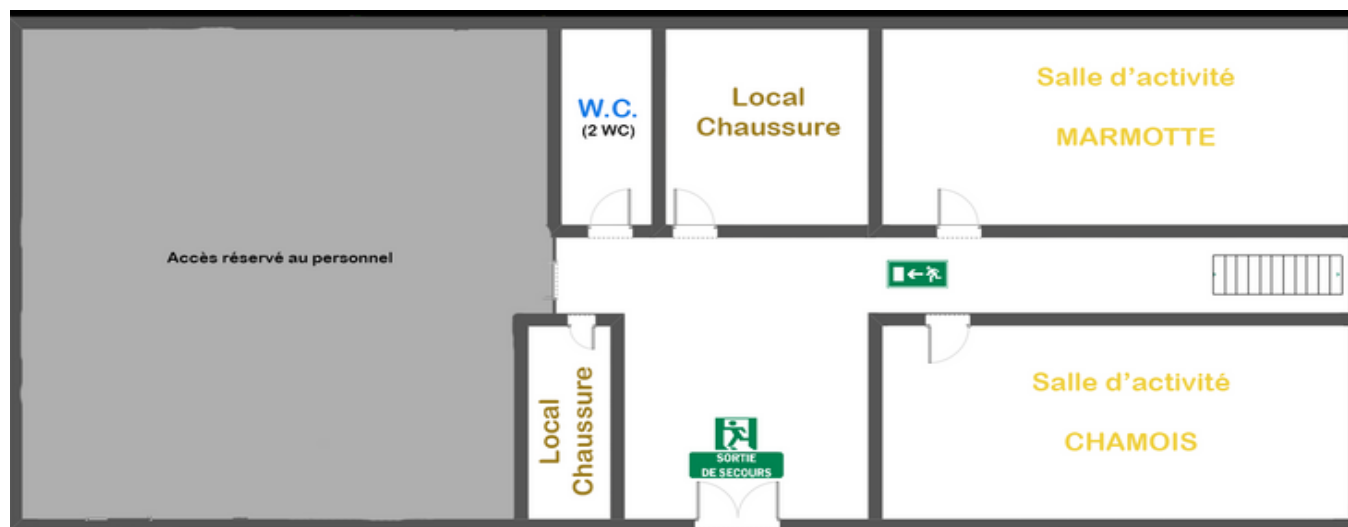 W.C.
(2 WC)
Local
Chaussure
Salle d’activité
MARMOTTE
Accès réservé au personnel
Local
Chaussure
SORTIE
DE SECOURS
Salle d’activité
CHAMOIS